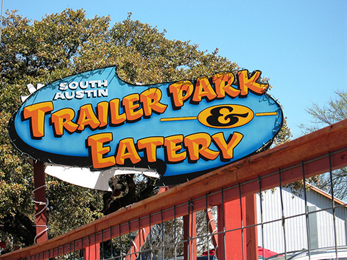 SOUTH
AUSTIN
TRAILER PARK
&
EATERY